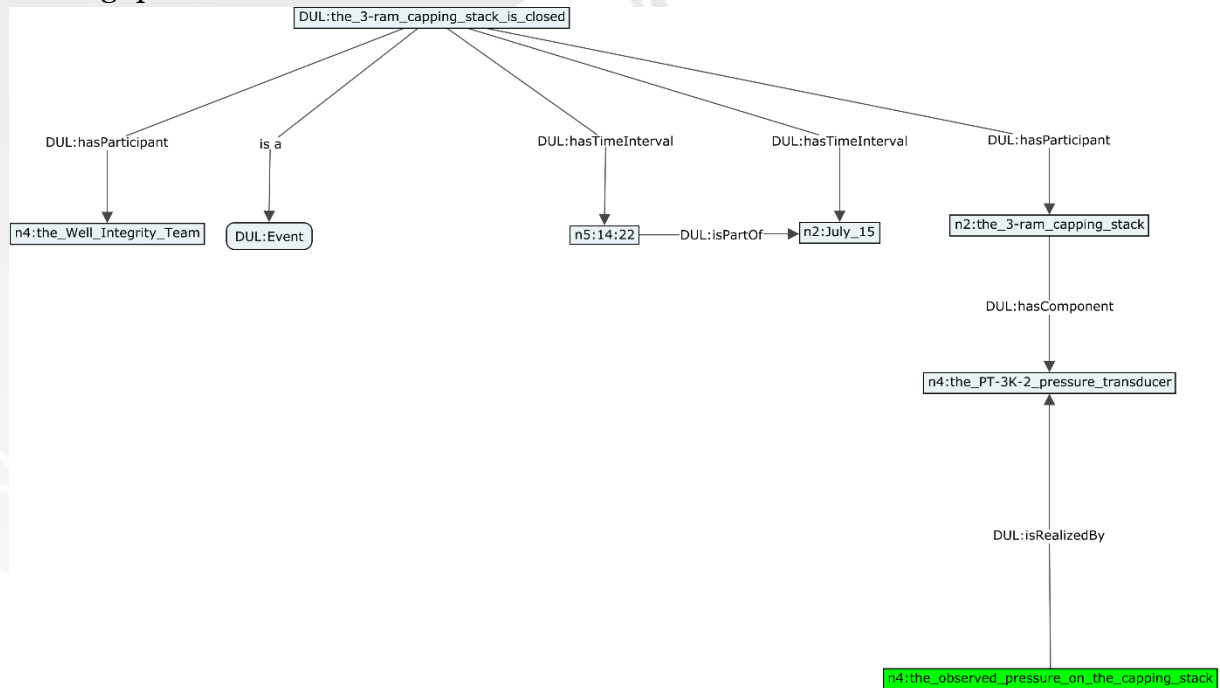 DUL:the_3-ram_capping_stack_is_closed
DUL:hasParticipant
is a
DUL:hasTimeInterval
DUL:hasTimeInterval
DUL:hasParticipant
n4:the_Well_Integrity_Team
DUL:Event
n5:14:22
DUL:isPartOf
n2:July_15
n2:the_3-ram_capping_stack
DUL:hasComponent
n4:the_PT-3K-2_pressure_transducer
DUL:isRealizedBy
n4:the_observed_pressure_on_the_capping_stack